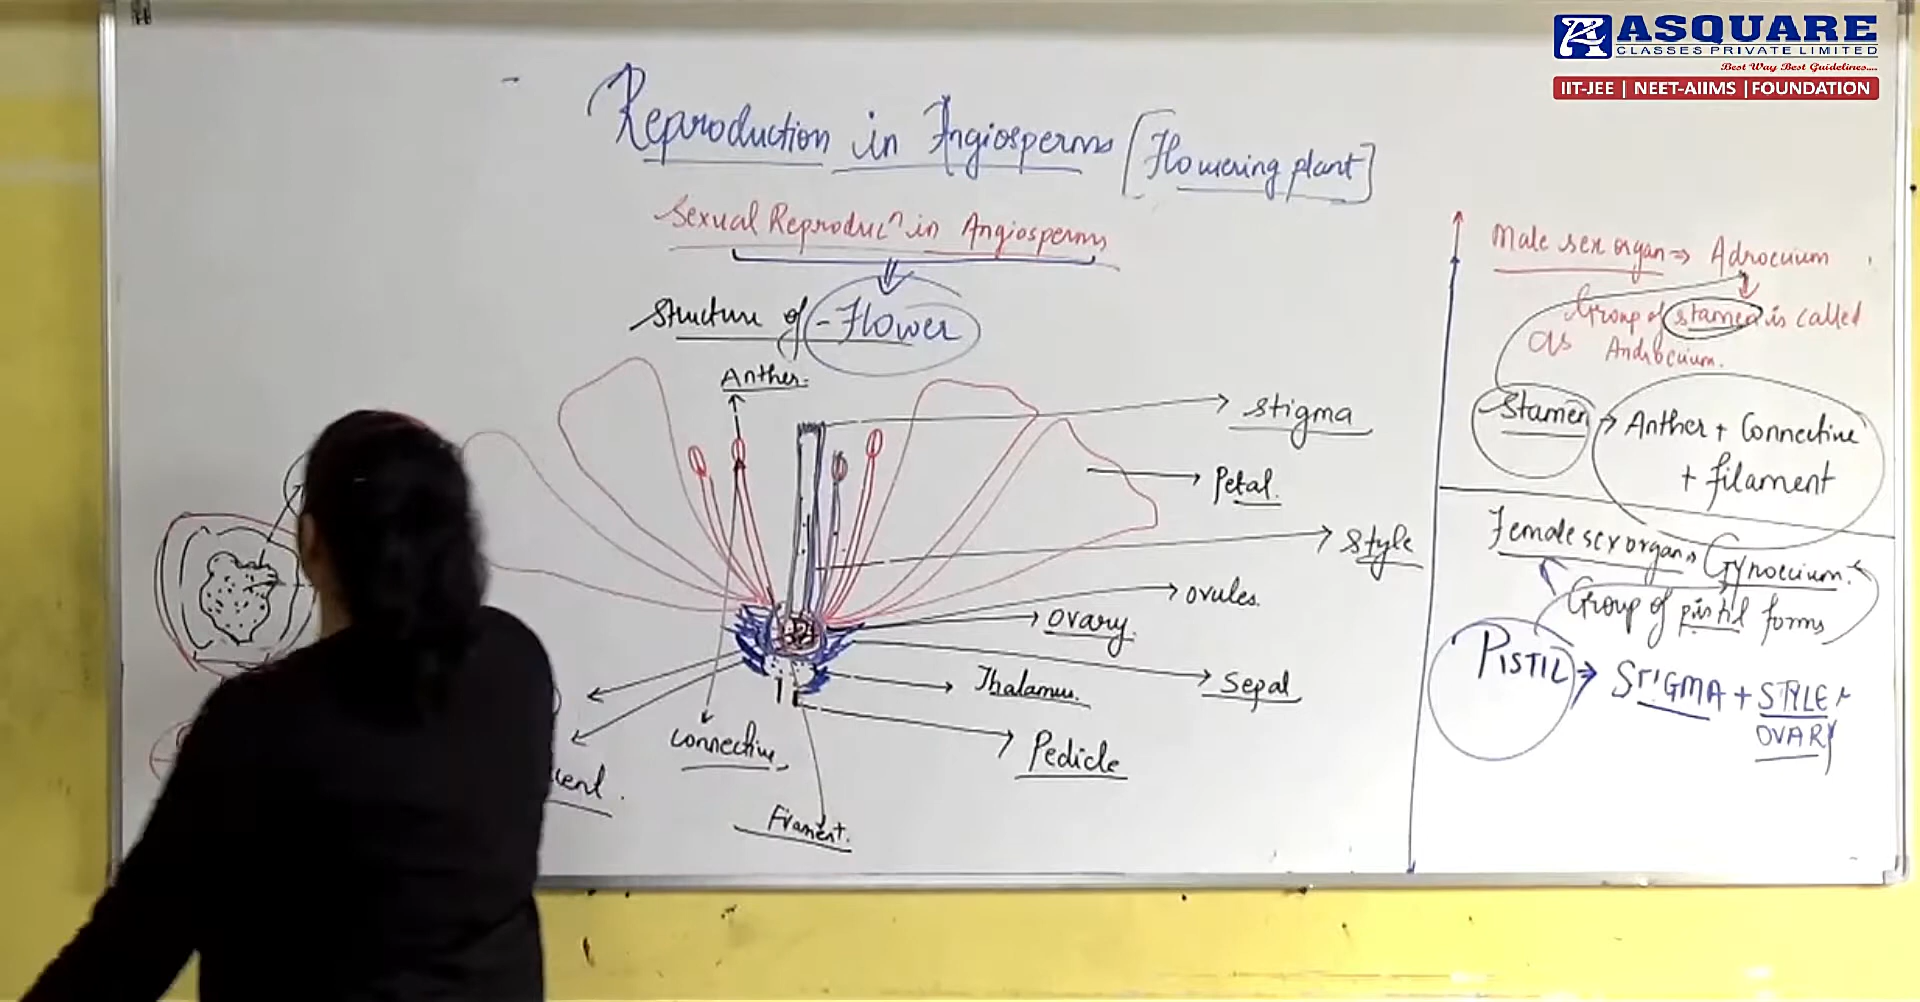 ASQUARE
CLASSES PRIVATE LIMITED
Best Way Best Guidelines....
IIT-JEE | NEET-AIIMS | FOUNDATION
Reproduction in Angiosperms [Flowering plant]
Sexual Reproducⁿ in Angiosperms
Structure of - Flower
Anther
Stigma
Petal
Style
ovules
ovary
Thalamus
Sepal
Connective
Pedicle
Filament
Male sex organ ⇒ Adroecium
Group of stamen is called
as Androecium.
Stamen → Anther + Connective
+ filament
Female sex organ Gynoecium
Group of pistil forms
PISTIL → STIGMA + STYLE +
OVARY